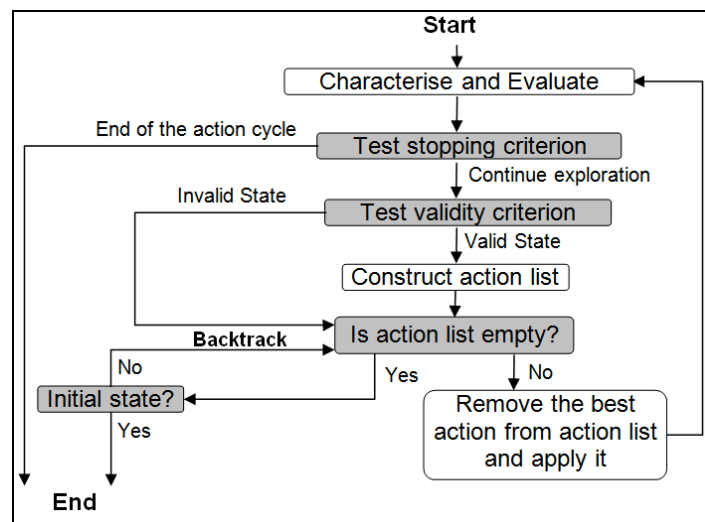 Start
Characterise and Evaluate
End of the action cycle
Test stopping criterion
Continue exploration
Invalid State
Test validity criterion
Valid State
Construct action list
Backtrack
Is action list empty?
No
Yes
No
Initial state?
Yes
Remove the best
action from action list
and apply it
End